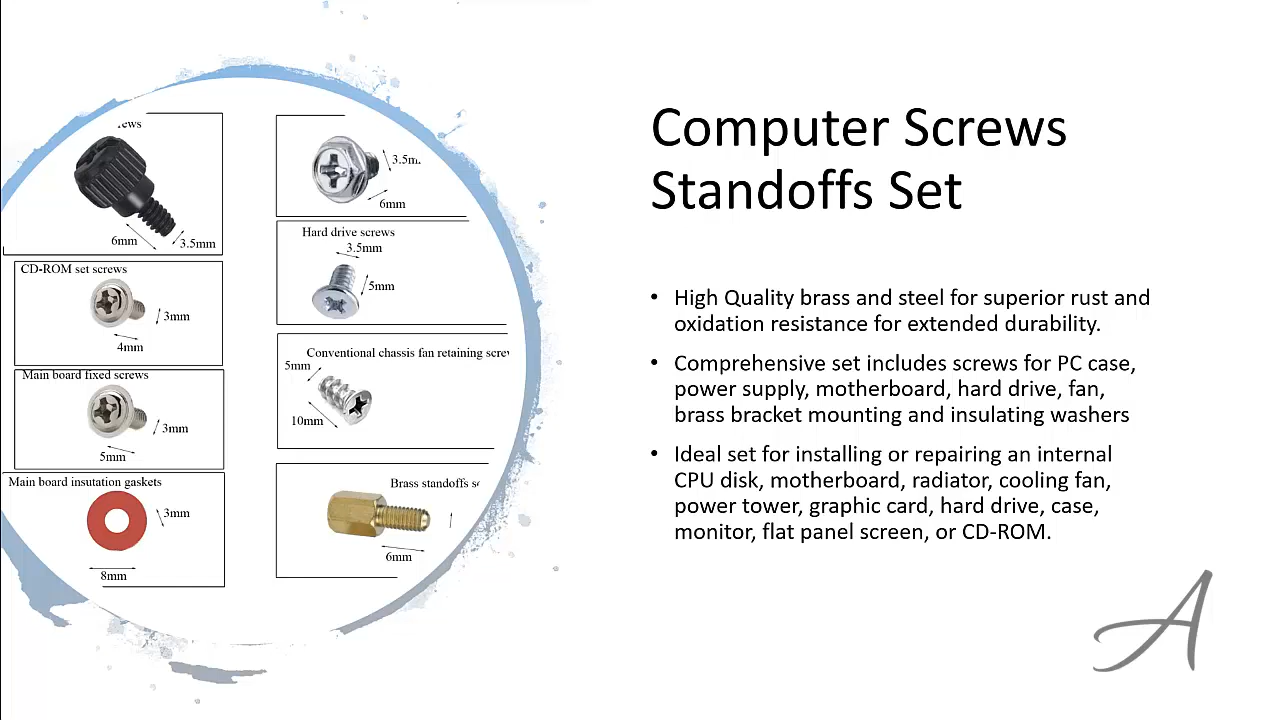 Computer Screws
Standoffs Set
• High Quality brass and steel for superior rust and
oxidation resistance for extended durability.
• Comprehensive set includes screws for PC case,
power supply, motherboard, hard drive, fan,
brass bracket mounting and insulating washers
• Ideal set for installing or repairing an internal
CPU disk, motherboard, radiator, cooling fan,
power tower, graphic card, hard drive, case,
monitor, flat panel screen, or CD-ROM.
6mm
3.5mm
CD-ROM set screws
3mm
4mm
Main board fixed screws
3mm
5mm
Main board insutation gaskets
3mm
8mm
6mm
Hard drive screws
3.5mm
5mm
Conventional chassis fan retaining
5mm
10mm
Brass standoffs
6mm
A